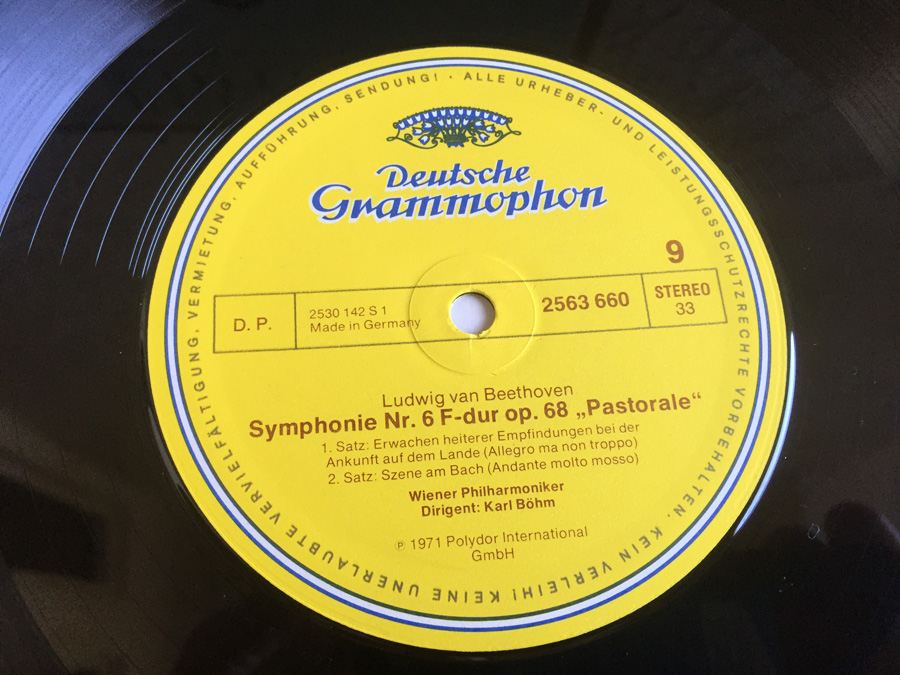 ALLE URHEBER- UND LEISTUNGSSCHUTZRECHTE VORBEHALTEN. KEIN VERLEIH! KEINE UNERLAUBTE VERVIELFÄLTIGUNG, VERMIETUNG, AUFFÜHRUNG, SENDUNG! ·
Deutsche
Grammophon
9
D. P.
2530 142 S 1
Made in Germany
2563 660
STEREO
33
Ludwig van Beethoven
Symphonie Nr. 6 F-dur op. 68 „Pastorale“
1. Satz: Erwachen heiterer Empfindungen bei der
Ankunft auf dem Lande (Allegro ma non troppo)
2. Satz: Szene am Bach (Andante molto mosso)
Wiener Philharmoniker
Dirigent: Karl Böhm
℗ 1971 Polydor International
GmbH